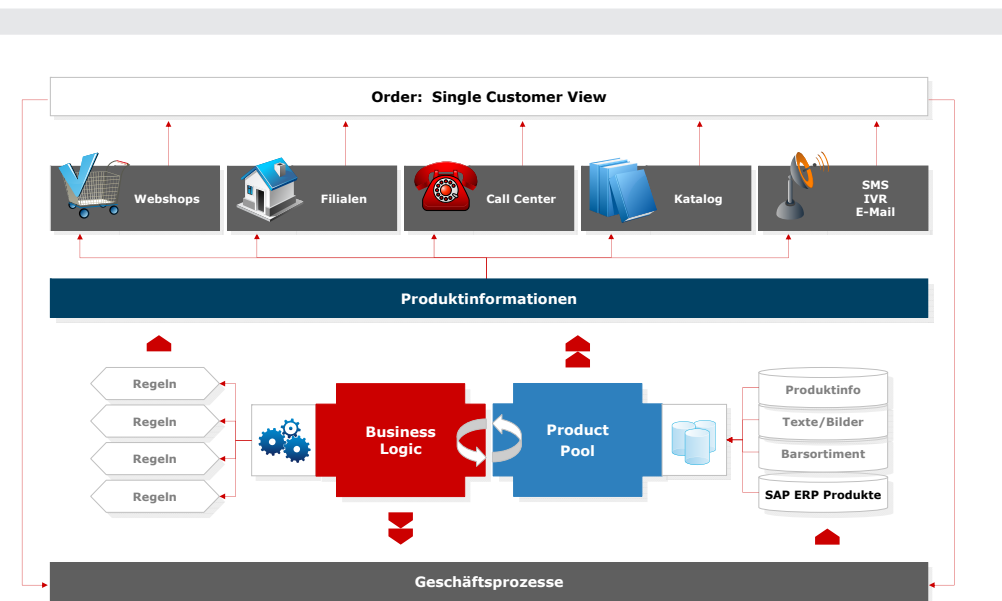 Order: Single Customer View
Webshops
Filialen
Call Center
Katalog
SMS
IVR
E-Mail
Produktinformationen
Regeln
Regeln
Regeln
Regeln
Business
Logic
Product
Pool
Produktinfo
Texte/Bilder
Barsortiment
SAP ERP Produkte
Geschäftsprozesse